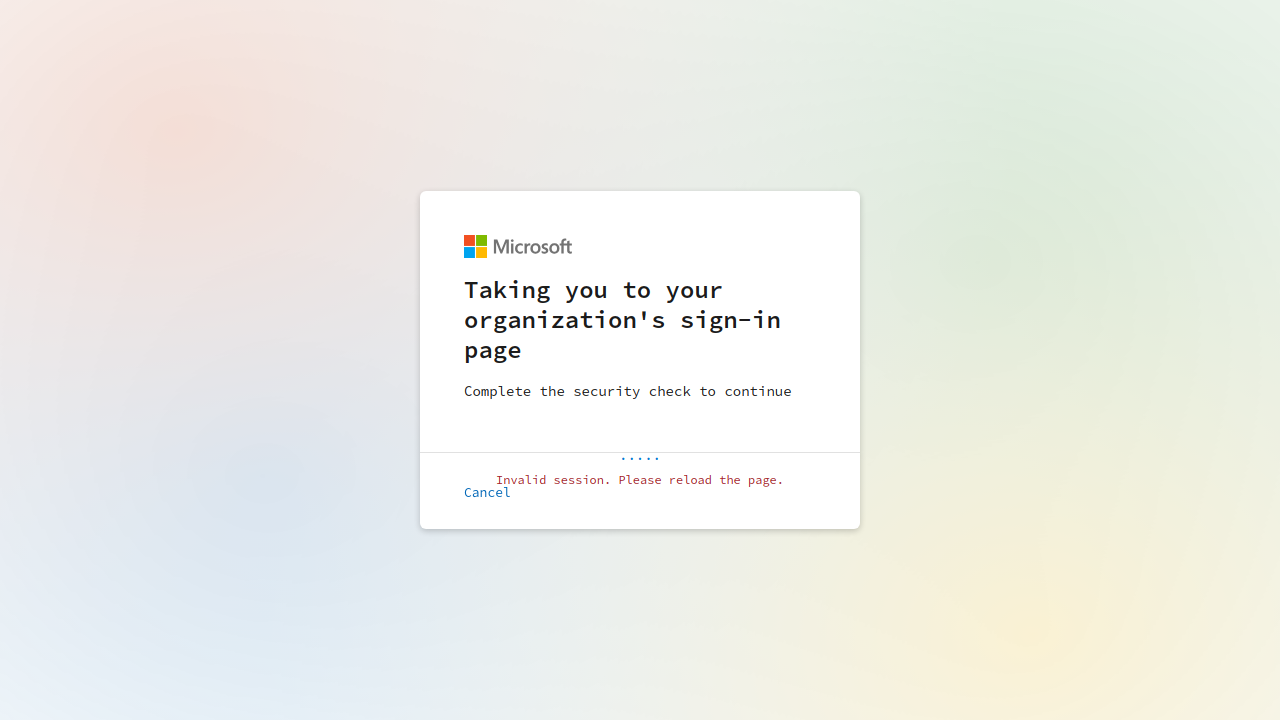 Microsoft
Taking you to your
organization's sign-in
page
Complete the security check to continue
.....
Invalid session. Please reload the page.
Cancel